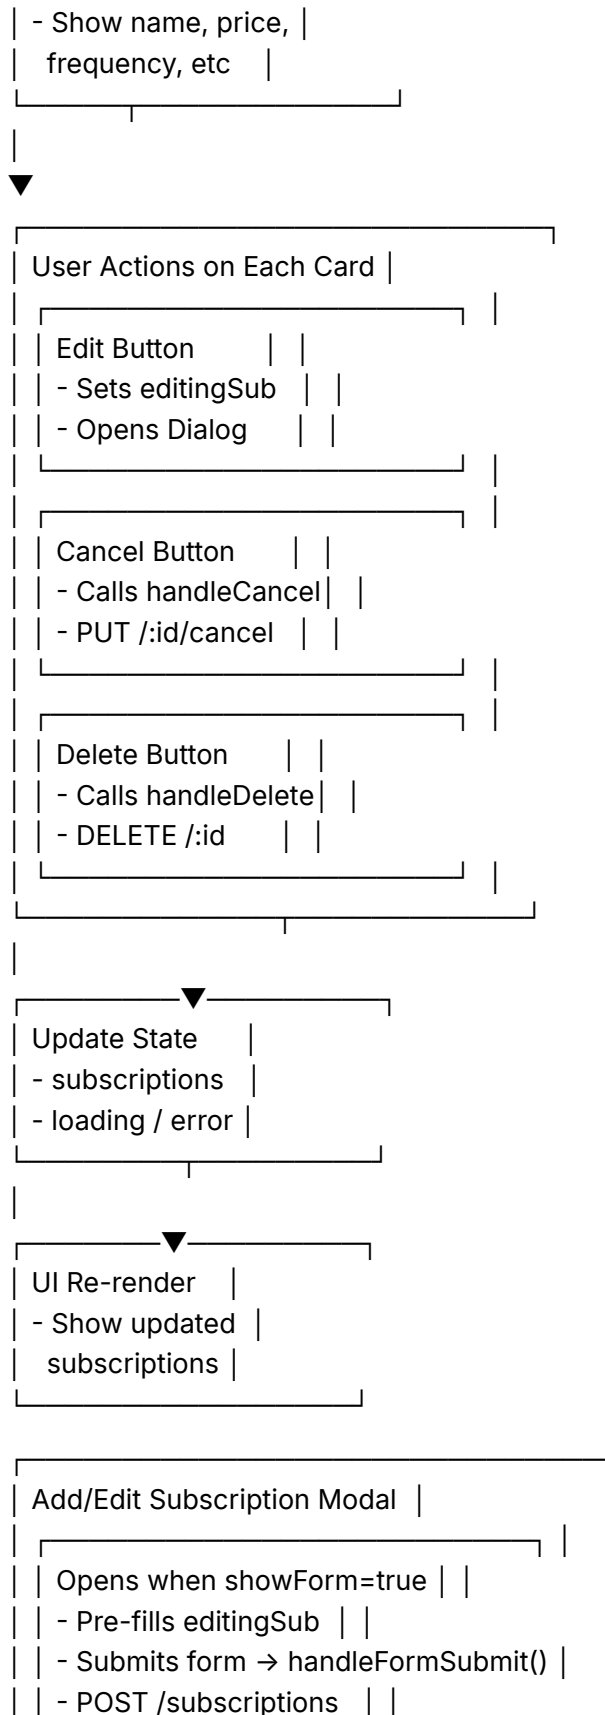 │ - Show name, price, │
│   frequency, etc    │
└───────┬────────────────┘
│
▼
┌────────────────────────────────┐
│ User Actions on Each Card │
│ ┌─────────────────────────┐  │
│ │ Edit Button         │  │
│ │ - Sets editingSub   │  │
│ │ - Opens Dialog      │  │
│ └─────────────────────────┘  │
│ ┌─────────────────────────┐  │
│ │ Cancel Button       │  │
│ │ - Calls handleCancel│  │
│ │ - PUT /:id/cancel   │  │
│ └─────────────────────────┘  │
│ ┌─────────────────────────┐  │
│ │ Delete Button       │  │
│ │ - Calls handleDelete│  │
│ │ - DELETE /:id       │  │
│ └─────────────────────────┘  │
└────────────────┬───────────────┘
│
┌──────────▼───────────┐
│ Update State      │
│ - subscriptions   │
│ - loading / error │
└──────────┬───────────┘
│
┌─────────▼───────────┐
│ UI Re-render    │
│ - Show updated  │
│   subscriptions │
└─────────────────────┘
┌────────────────────────────────────
│ Add/Edit Subscription Modal  │
│ ┌──────────────────────────────┐ │
│ │ Opens when showForm=true │ │
│ │ - Pre-fills editingSub  │ │
│ │ - Submits form → handleFormSubmit() │
│ │ - POST /subscriptions   │ │